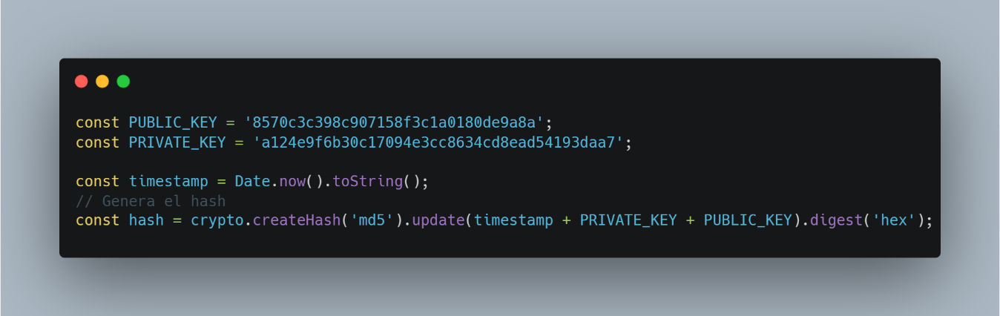 const PUBLIC_KEY = '8570c3c398c907158f3c1a0180de9a8a';
const PRIVATE_KEY = 'a124e9f6b30c17094e3cc8634cd8ead54193daa7';
const timestamp = Date.now().toString();
// Genera el hash
const hash = crypto.createHash('md5').update(timestamp + PRIVATE_KEY + PUBLIC_KEY).digest('hex');